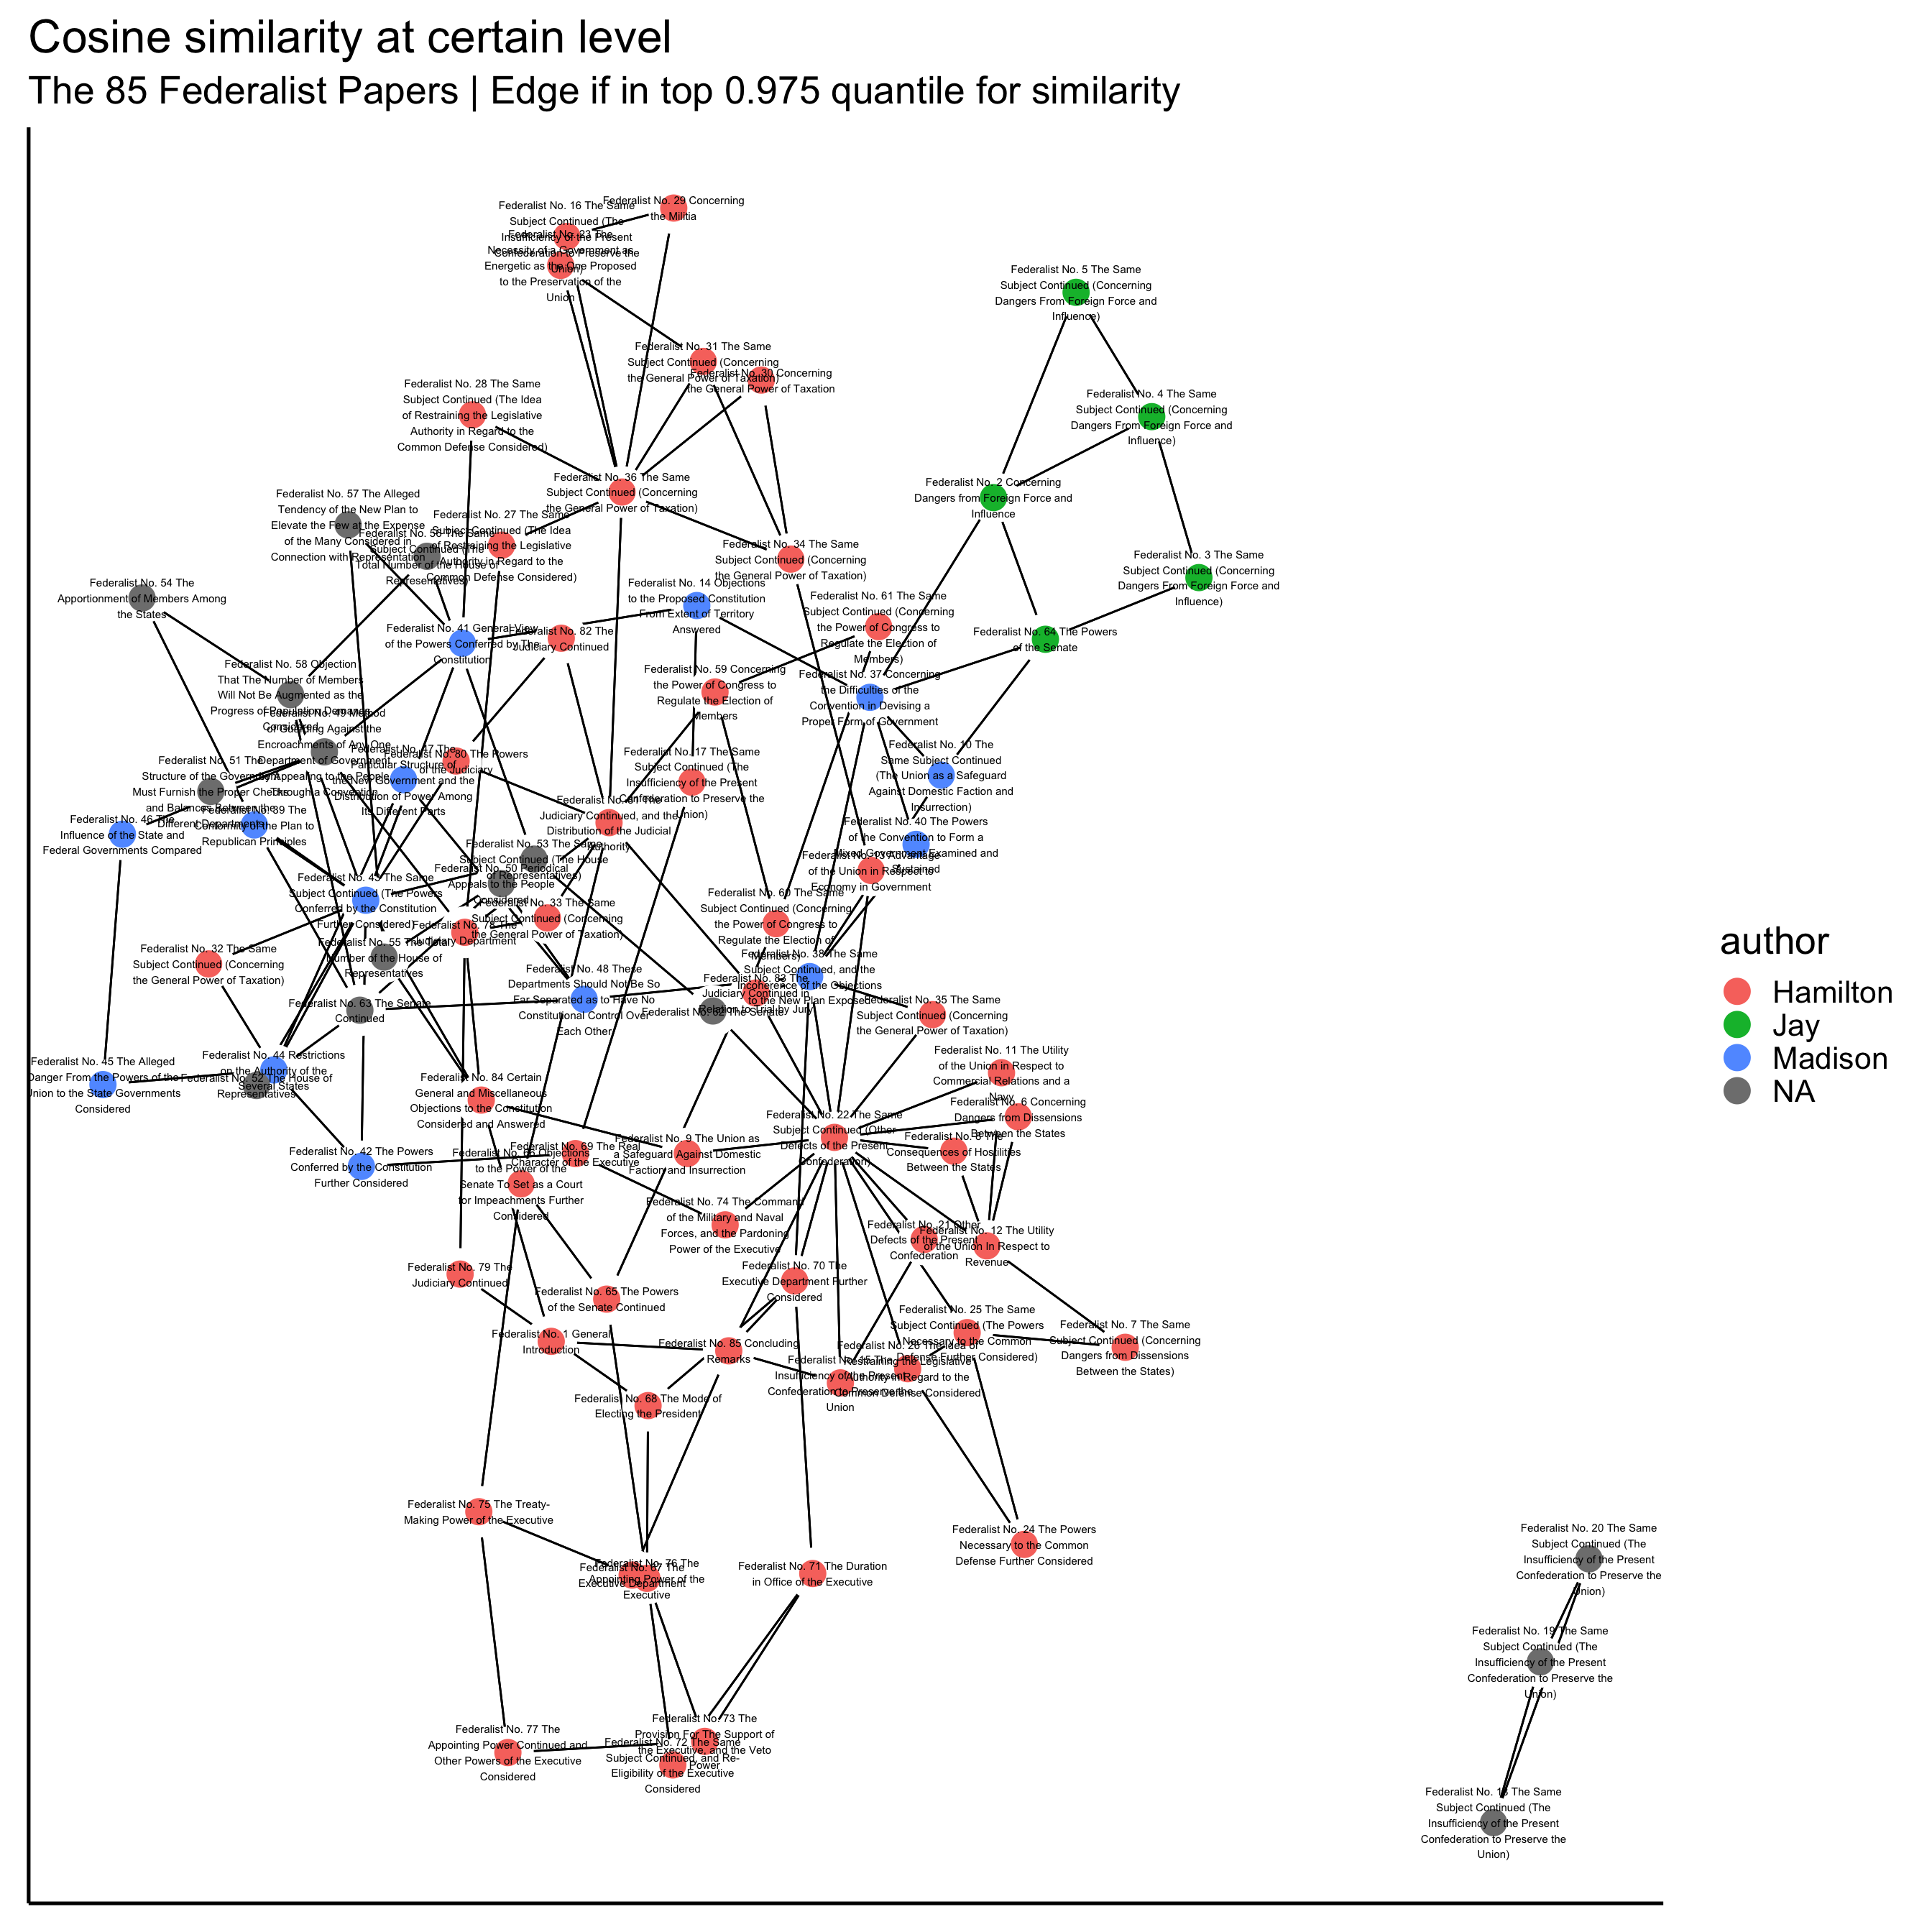 Cosine similarity at certain level
The 85 Federalist Papers | Edge if in top 0.975 quantile for similarity
Federalist No. 16 The Same
Subject Continued (The
Insufficiency of the Present
Confederation to Preserve the
Union)
Federalist No. 29 Concerning
the Militia
Federalist No. 23 The
Necessity of a Government as
Energetic as the One Proposed
to the Preservation of the
Union
Federalist No. 5 The Same
Subject Continued (Concerning
Dangers From Foreign Force and
Influence)
Federalist No. 31 The Same
Subject Continued (Concerning
the General Power of Taxation)
Federalist No. 30 Concerning
the General Power of Taxation
Federalist No. 28 The Same
Subject Continued (The Idea
of Restraining the Legislative
Authority in Regard to the
Common Defense Considered)
Federalist No. 4 The Same
Subject Continued (Concerning
Dangers From Foreign Force and
Influence)
Federalist No. 36 The Same
Subject Continued (Concerning
the General Power of Taxation)
Federalist No. 2 Concerning
Dangers from Foreign Force and
Influence
Federalist No. 57 The Alleged
Tendency of the New Plan to
Elevate the Few at the Expense
of the Many Considered in
Connection with Representation
Federalist No. 27 The Same
Subject Continued (The Idea
of Restraining the Legislative
Authority in Regard to the
Common Defense Considered)
Federalist No. 56 The Same
Subject Continued (The
Total Number of the House of
Representatives)
Federalist No. 34 The Same
Subject Continued (Concerning
the General Power of Taxation)
Federalist No. 3 The Same
Subject Continued (Concerning
Dangers From Foreign Force and
Influence)
Federalist No. 54 The
Apportionment of Members Among
the States
Federalist No. 14 Objections
to the Proposed Constitution
From Extent of Territory
Answered
Federalist No. 61 The Same
Subject Continued (Concerning
the Power of Congress to
Regulate the Election of
Members)
Federalist No. 41 General View
of the Powers Conferred by The
Constitution
Federalist No. 82 The
Judiciary Continued
Federalist No. 64 The Powers
of the Senate
Federalist No. 58 Objection
That The Number of Members
Will Not Be Augmented as the
Progress of Population Demands
Considered
Federalist No. 59 Concerning
the Power of Congress to
Regulate the Election of
Members
Federalist No. 37 Concerning
the Difficulties of the
Convention in Devising a
Proper Form of Government
Federalist No. 49 Method
of Guarding Against the
Encroachments of Any One
Department of Government
by Appealing to the People
Through a Convention
Federalist No. 51 The
Structure of the Government
Must Furnish the Proper Checks
and Balances Between the
Different Departments
Federalist No. 47 The
Particular Structure of
the New Government and the
Distribution of Power Among
Its Different Parts
Federalist No. 80 The Powers
of the Judiciary
Federalist No. 17 The Same
Subject Continued (The
Insufficiency of the Present
Confederation to Preserve the
Union)
Federalist No. 10 The
Same Subject Continued
(The Union as a Safeguard
Against Domestic Faction and
Insurrection)
Federalist No. 46 The
Influence of the State and
Federal Governments Compared
Federalist No. 39 The
Conformity of the Plan to
Republican Principles
Federalist No. 81 The
Judiciary Continued, and the
Distribution of the Judicial
Authority
Federalist No. 40 The Powers
of the Convention to Form a
Mixed Government Examined and
Sustained
Federalist No. 13 Advantage
of the Union in Respect to
Economy in Government
Federalist No. 53 The Same
Subject Continued (The House
of Representatives)
Federalist No. 50 Periodical
Appeals to the People
Considered
Federalist No. 43 The Same
Subject Continued (The Powers
Conferred by the Constitution
Further Considered)
Federalist No. 33 The Same
Subject Continued (Concerning
the General Power of Taxation)
Federalist No. 78 The
Judiciary Department
Federalist No. 60 The Same
Subject Continued (Concerning
the Power of Congress to
Regulate the Election of
Members)
Federalist No. 32 The Same
Subject Continued (Concerning
the General Power of Taxation)
Federalist No. 55 The Total
Number of the House of
Representatives
Federalist No. 48 These
Departments Should Not Be So
Far Separated as to Have No
Constitutional Control Over
Each Other
Federalist No. 38 The Same
Subject Continued, and the
Incoherence of the Objections
to the New Plan Exposed
Federalist No. 83 The
Judiciary Continued in
Relation to Trial by Jury
Federalist No. 62 The Senate
Federalist No. 35 The Same
Subject Continued (Concerning
the General Power of Taxation)
Federalist No. 63 The Senate
Continued
Federalist No. 45 The Alleged
Danger From the Powers of the
Union to the State Governments
Considered
Federalist No. 44 Restrictions
on the Authority of the
Several States
Federalist No. 52 The House of
Representatives
Federalist No. 84 Certain
General and Miscellaneous
Objections to the Constitution
Considered and Answered
Federalist No. 11 The Utility
of the Union in Respect to
Commercial Relations and a
Navy
Federalist No. 6 Concerning
Dangers from Dissensions
Between the States
Federalist No. 22 The Same
Subject Continued (Other
Defects of the Present
Confederation)
Federalist No. 8 The
Consequences of Hostilities
Between the States
Federalist No. 42 The Powers
Conferred by the Constitution
Further Considered
Federalist No. 69 The Real
Character of the Executive
Federalist No. 66 Objections
to the Power of the
Senate To Set as a Court
for Impeachments Further
Considered
Federalist No. 9 The Union as
a Safeguard Against Domestic
Faction and Insurrection
Federalist No. 74 The Command
of the Military and Naval
Forces, and the Pardoning
Power of the Executive
Federalist No. 21 Other
Defects of the Present
Confederation
Federalist No. 12 The Utility
of the Union In Respect to
Revenue
Federalist No. 79 The
Judiciary Continued
Federalist No. 70 The
Executive Department Further
Considered
Federalist No. 65 The Powers
of the Senate Continued
Federalist No. 25 The Same
Subject Continued (The Powers
Necessary to the Common
Defense Further Considered)
Federalist No. 7 The Same
Subject Continued (Concerning
Dangers from Dissensions
Between the States)
Federalist No. 1 General
Introduction
Federalist No. 85 Concluding
Remarks
Federalist No. 26 The Idea of
Restraining the Legislative
Authority in Regard to the
Common Defense Considered
Federalist No. 15 The
Insufficiency of the Present
Confederation to Preserve the
Union
Federalist No. 68 The Mode of
Electing the President
Federalist No. 75 The Treaty-
Making Power of the Executive
Federalist No. 24 The Powers
Necessary to the Common
Defense Further Considered
Federalist No. 76 The
Appointing Power of the
Executive
Federalist No. 67 The
Executive Department
Federalist No. 71 The Duration
in Office of the Executive
Federalist No. 20 The Same
Subject Continued (The
Insufficiency of the Present
Confederation to Preserve the
Union)
Federalist No. 19 The Same
Subject Continued (The
Insufficiency of the Present
Confederation to Preserve the
Union)
Federalist No. 73 The
Provision For The Support of
the Executive, and the Veto
Power
Federalist No. 77 The
Appointing Power Continued and
Other Powers of the Executive
Considered
Federalist No. 72 The Same
Subject Continued, and Re-
Eligibility of the Executive
Considered
Federalist No. 18 The Same
Subject Continued (The
Insufficiency of the Present
Confederation to Preserve the
Union)
author
Hamilton
Jay
Madison
NA